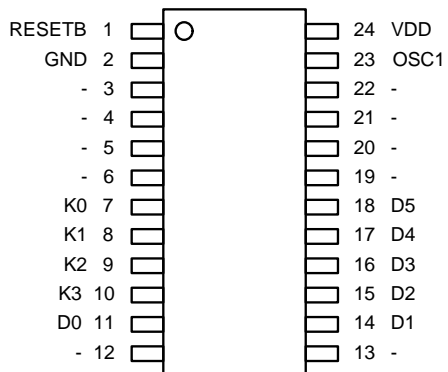 RESETB 1 24 VDD
GND 2 23 OSC1
- 3 22 -
- 4 21 -
- 5 20 -
- 6 19 -
K0 7 18 D5
K1 8 17 D4
K2 9 16 D3
K3 10 15 D2
D0 11 14 D1
- 12 13 -